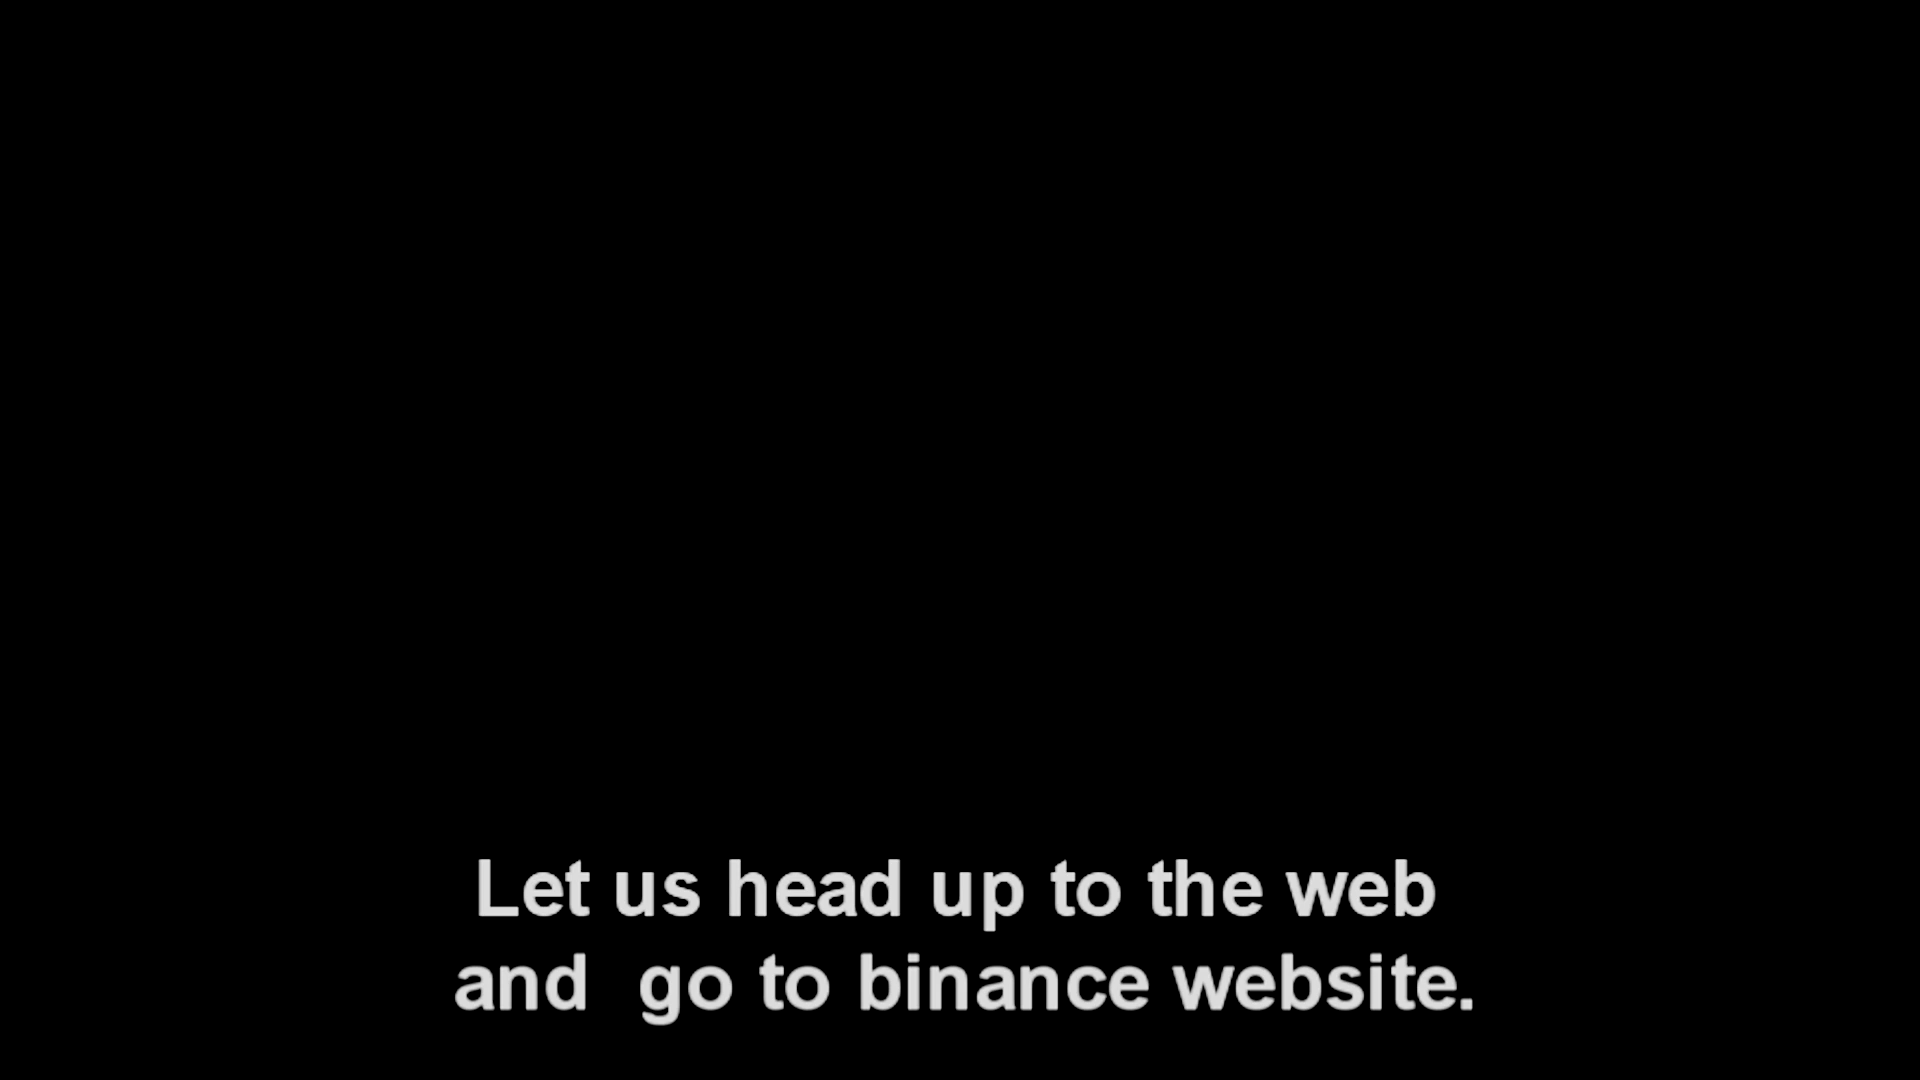 Let us head up to the web
and  go to binance website.